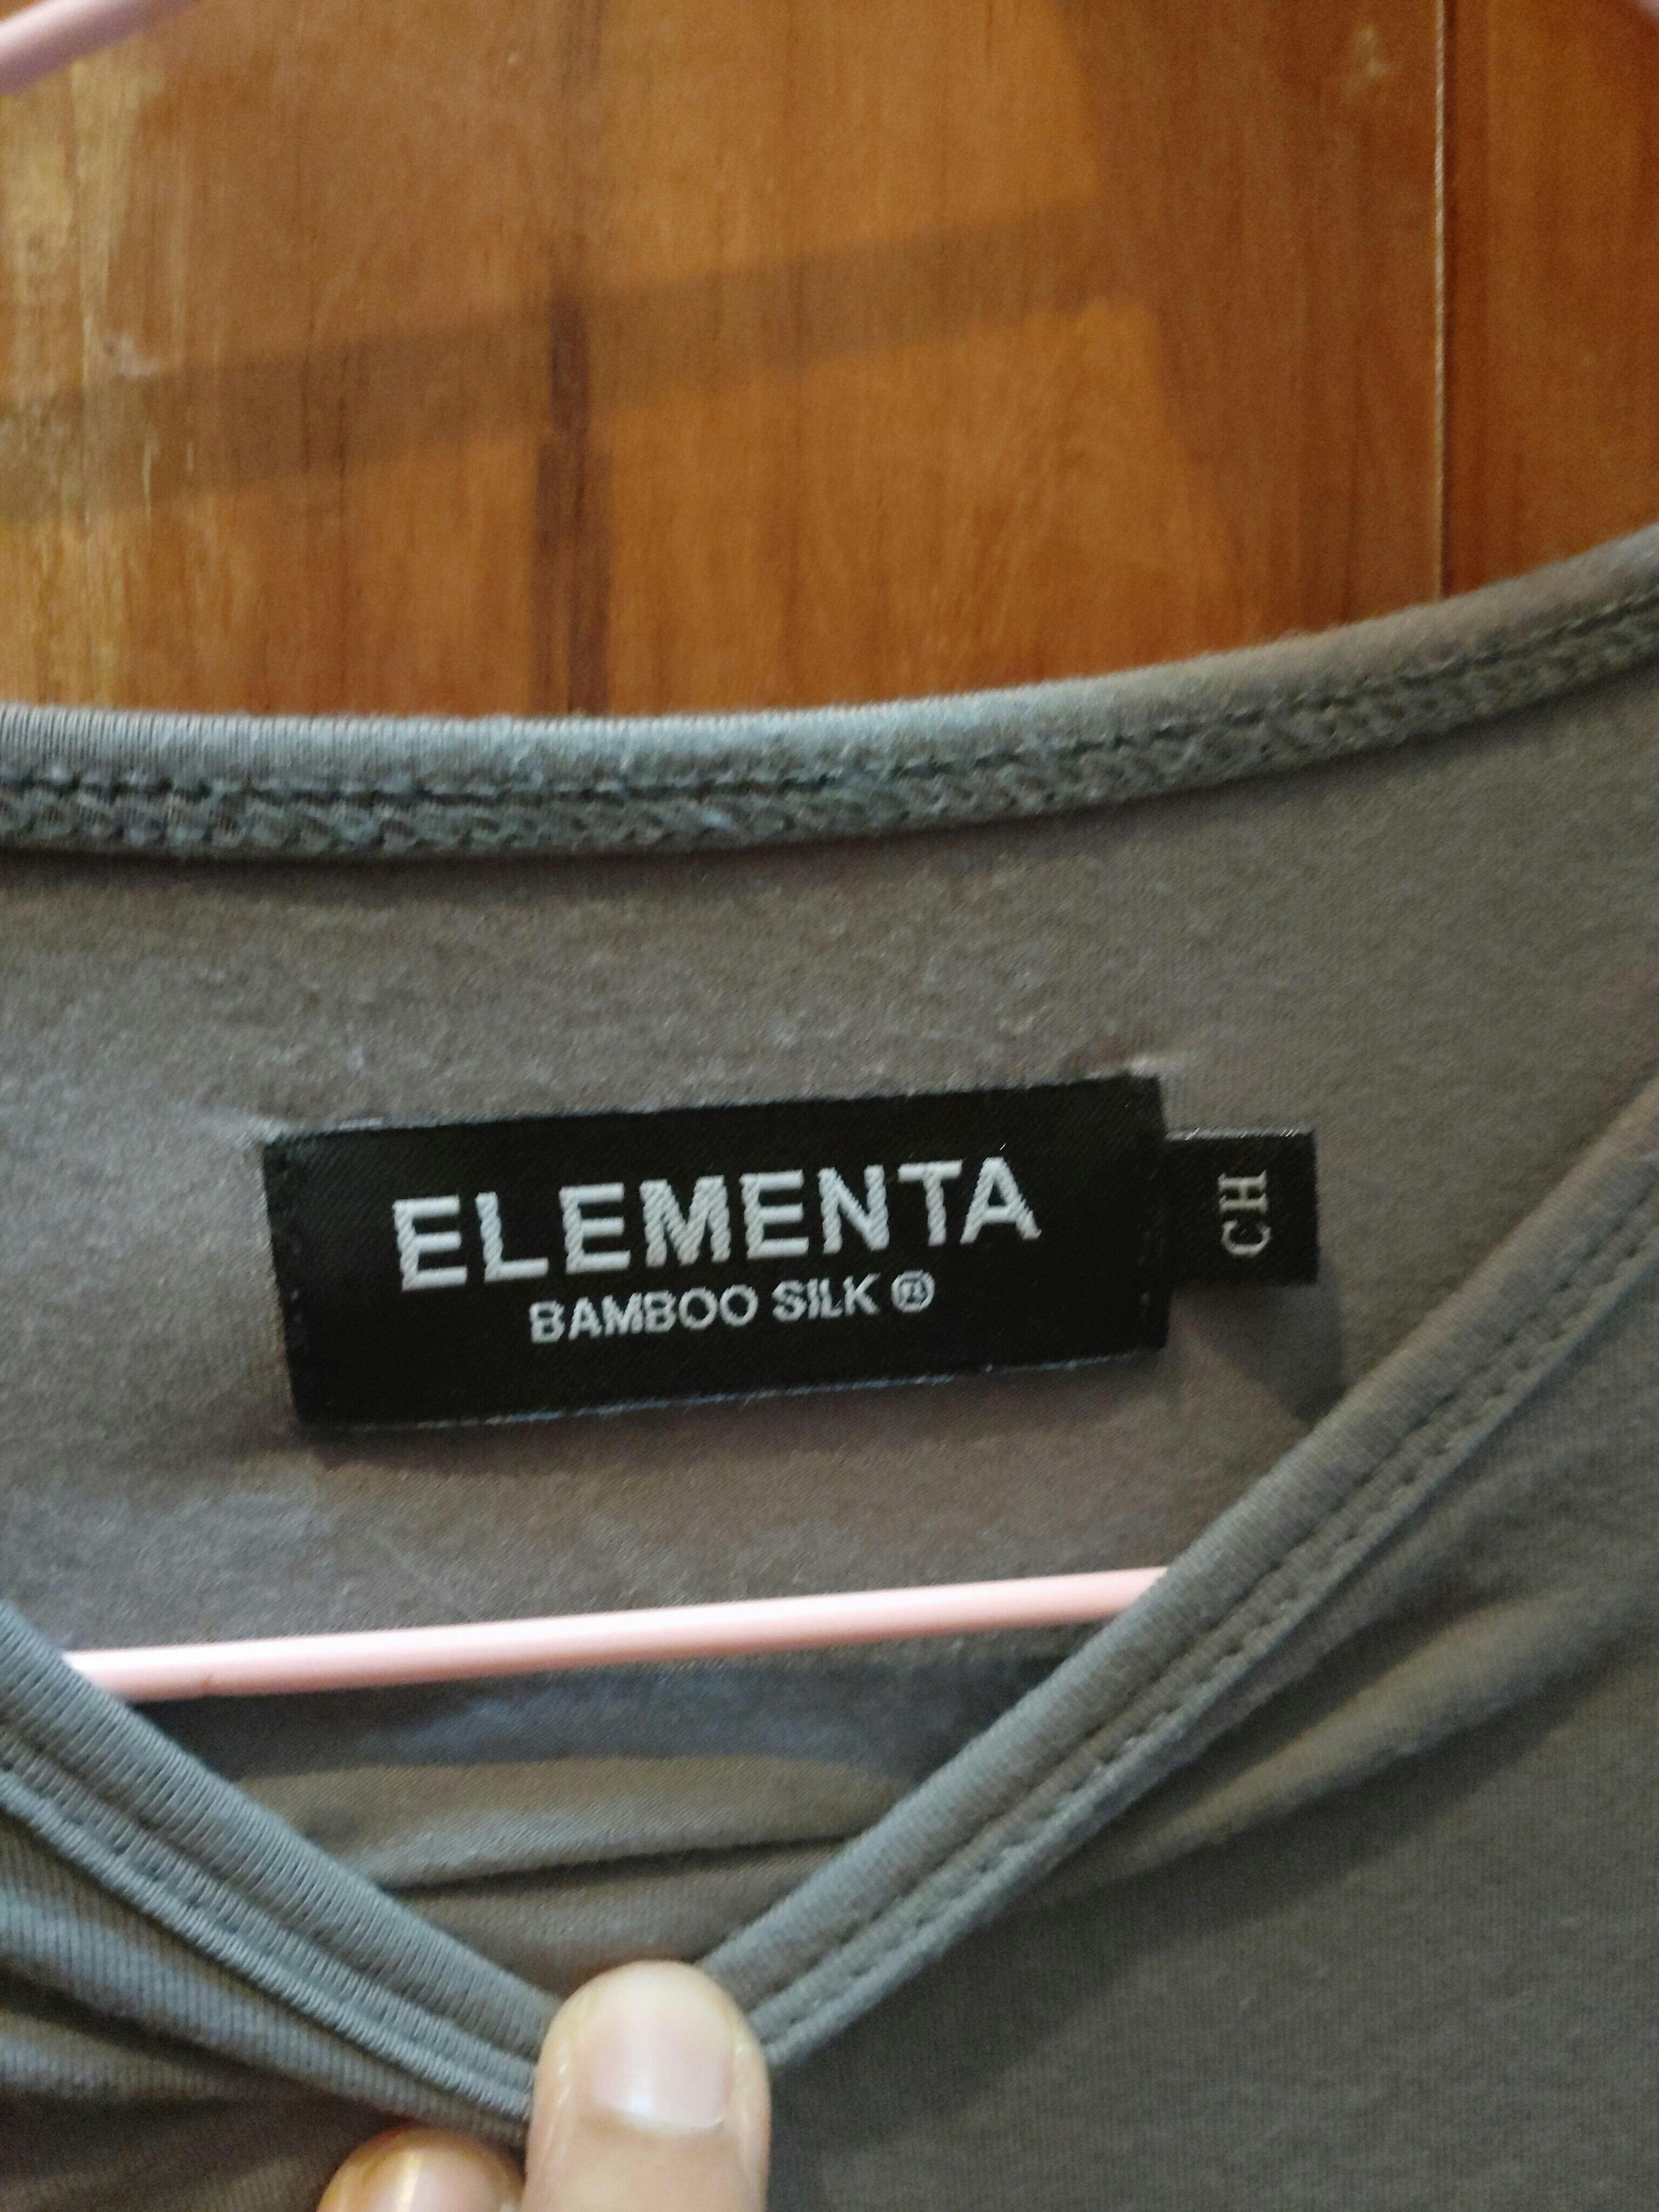 ELEMENTA
BAMBOO SILK ®
CH